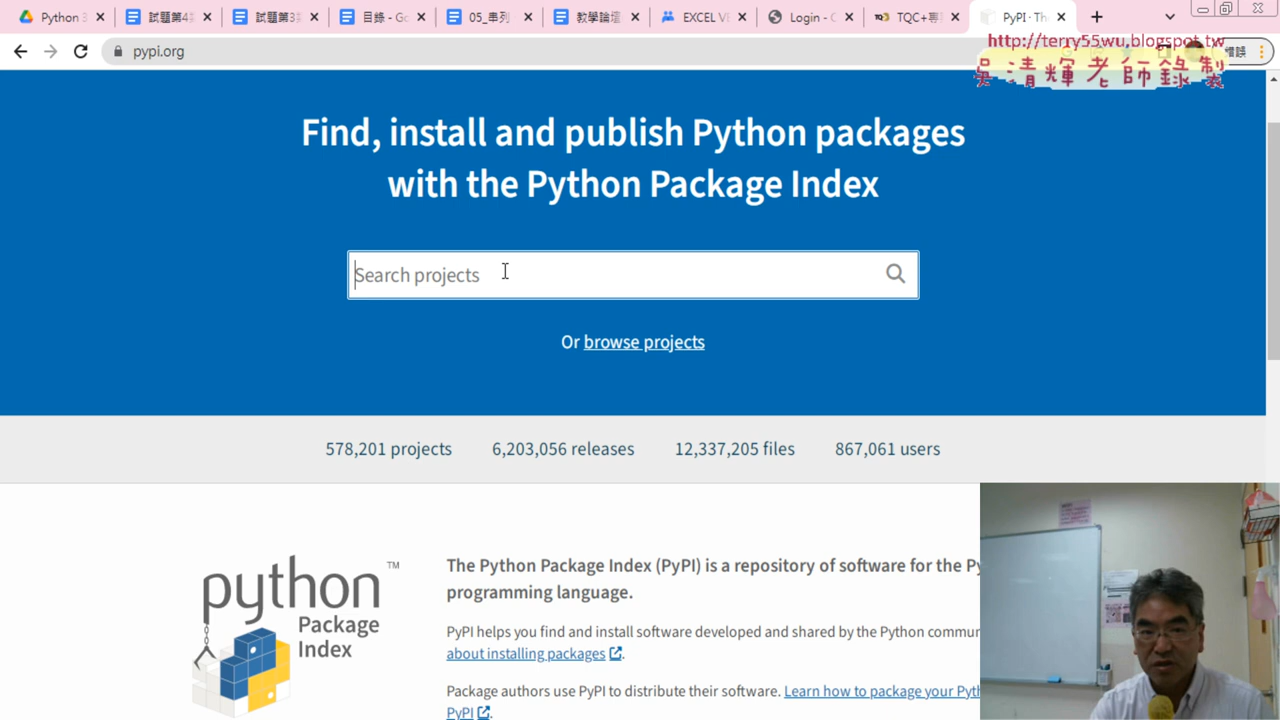 Python 3
試題第4
試題第3
目錄 - Go
05_串列
教學論壇
EXCEL VB
Login - C
TQC+專
PyPI · Th
pypi.org
錯誤
http://terry55wu.blogspot.tw
吳清輝老師錄製
Find, install and publish Python packages
with the Python Package Index
Search projects
Or browse projects
578,201 projects
6,203,056 releases
12,337,205 files
867,061 users
python
Package
Index
TM
The Python Package Index (PyPI) is a repository of software for the Py
programming language.
PyPI helps you find and install software developed and shared by the Python commun
about installing packages.
Package authors use PyPI to distribute their software. Learn how to package your Pyth
PyPI.